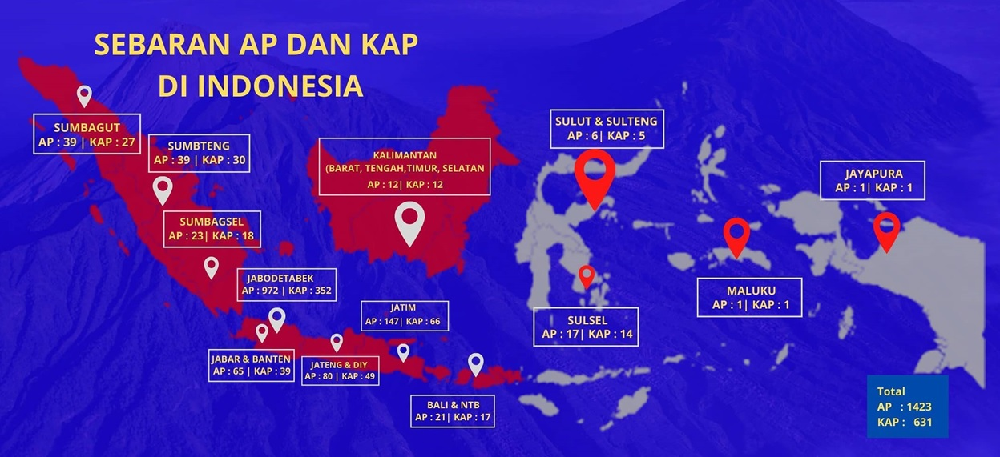 SEBARAN AP DAN KAP
DI INDONESIA
SUMBAGUT
AP : 39 | KAP : 27
SUMBTENG
AP : 39 | KAP : 30
SUMBAGSEL
AP : 23| KAP : 18
KALIMANTAN
(BARAT, TENGAH,TIMUR, SELATAN
AP : 12| KAP : 12
SULUT & SULTENG
AP : 6| KAP : 5
JAYAPURA
AP : 1| KAP : 1
JABODETABEK
AP : 972 | KAP : 352
JATIM
AP : 147| KAP : 66
MALUKU
AP : 1| KAP : 1
SULSEL
AP : 17| KAP : 14
JABAR & BANTEN
AP : 65 | KAP : 39
JATENG & DIY
AP : 80 | KAP : 49
BALI & NTB
AP : 21| KAP : 17
Total
AP : 1423
KAP : 631